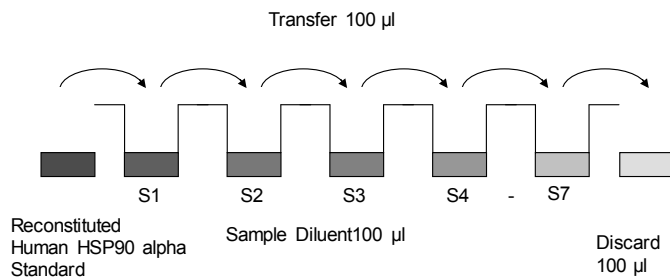 Transfer 100 µl
S1 S2 S3 S4 - S7
Reconstituted
Human HSP90 alpha
Standard
Sample Diluent100 µl
Discard
100 µl